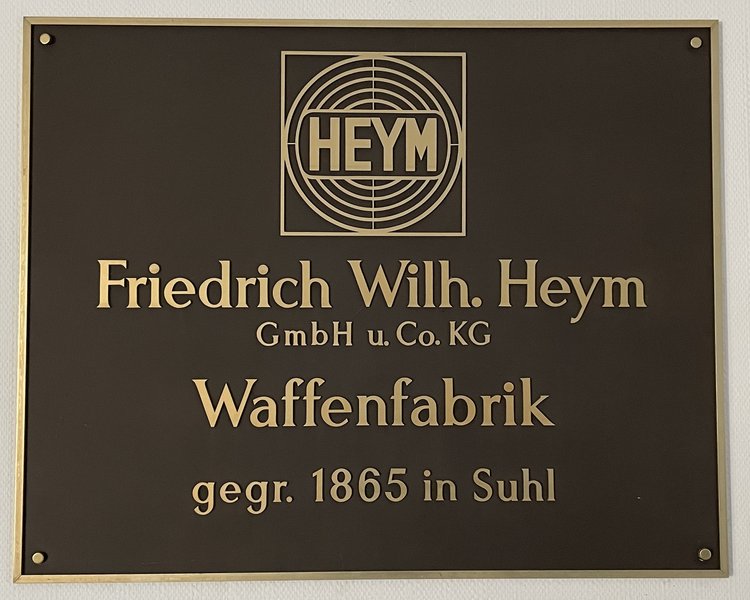 HEYM
Friedrich Wilh. Heym
GmbH u. Co. KG
Waffenfabrik
gegr. 1865 in Suhl